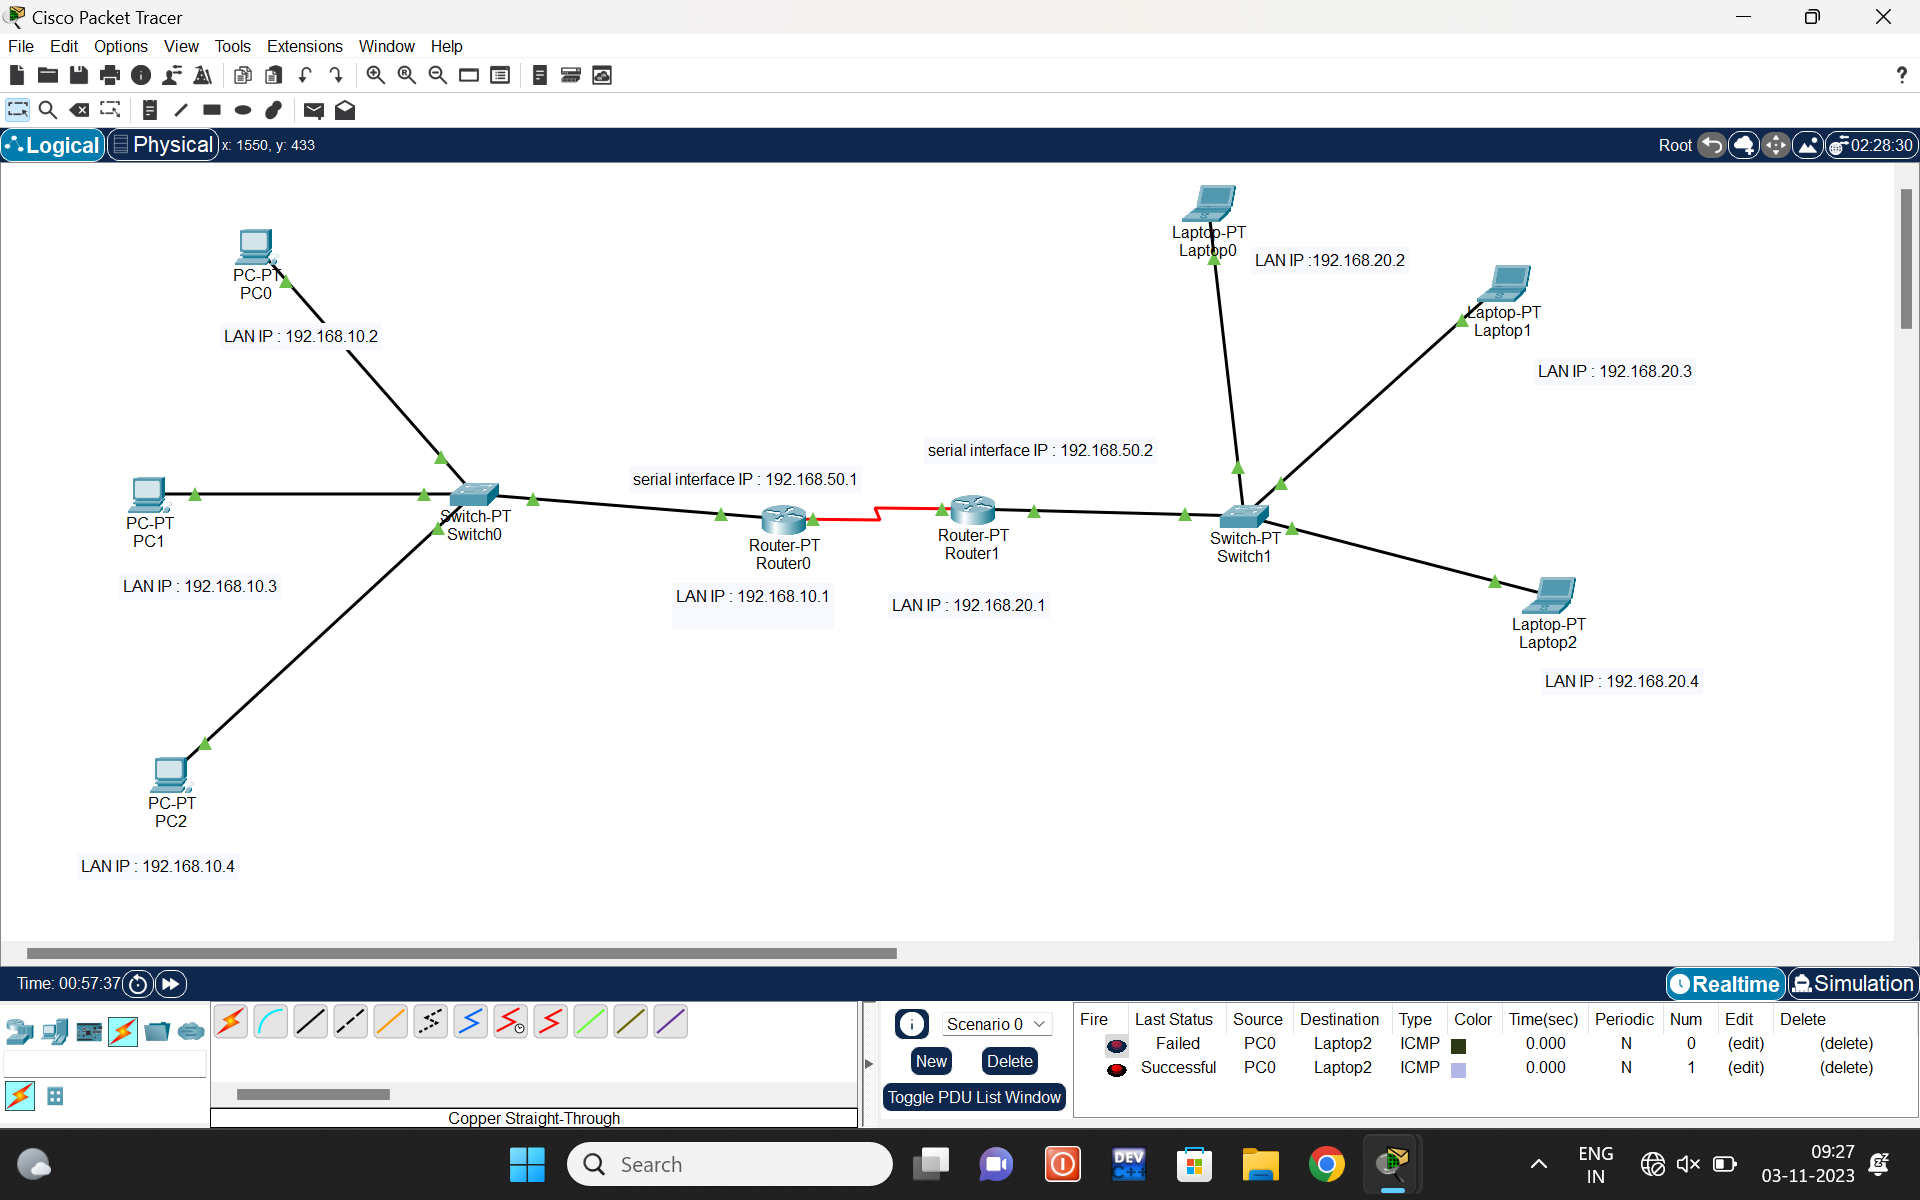 Cisco Packet Tracer
File Edit Options View Tools Extensions Window Help
?
Logical Physical x: 1550, y: 433 Root 02:28:30
PC-PT
PC0
LAN IP : 192.168.10.2
PC-PT
PC1
LAN IP : 192.168.10.3
PC-PT
PC2
LAN IP : 192.168.10.4
Switch-PT
Switch0
serial interface IP : 192.168.50.1
Router-PT
Router0
LAN IP : 192.168.10.1
serial interface IP : 192.168.50.2
Router-PT
Router1
LAN IP : 192.168.20.1
Switch-PT
Switch1
Laptop-PT
Laptop0
LAN IP :192.168.20.2
Laptop-PT
Laptop1
LAN IP : 192.168.20.3
Laptop-PT
Laptop2
LAN IP : 192.168.20.4
Time: 00:57:37 Realtime Simulation
Copper Straight-Through
Scenario 0
New Delete
Toggle PDU List Window
Fire Last Status Source Destination Type Color Time(sec) Periodic Num Edit Delete
Failed PC0 Laptop2 ICMP 0.000 N 0 (edit) (delete)
Successful PC0 Laptop2 ICMP 0.000 N 1 (edit) (delete)
Search
DEV
C++
ENG
IN
09:27
03-11-2023